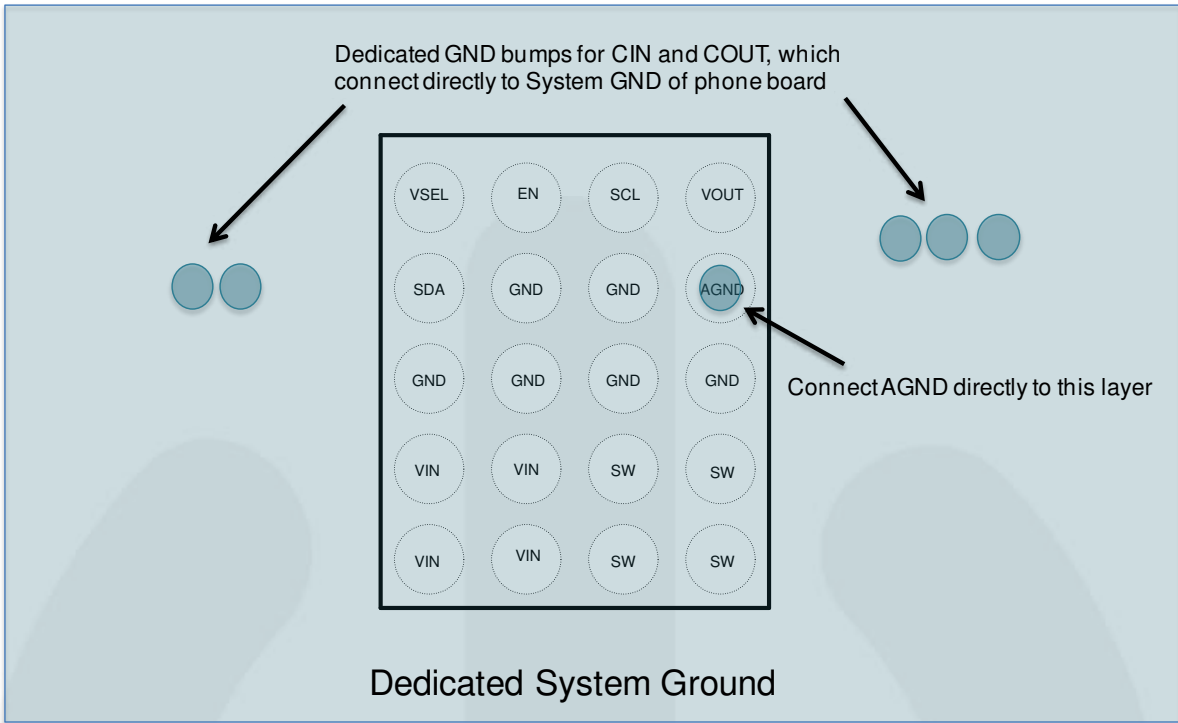 Dedicated GND bumps for CIN and COUT, which
connect directly to System GND of phone board
VSEL EN SCL VOUT
SDA GND GND AGND
GND GND GND GND
Connect AGND directly to this layer
VIN VIN SW SW
VIN VIN SW SW
Dedicated System Ground